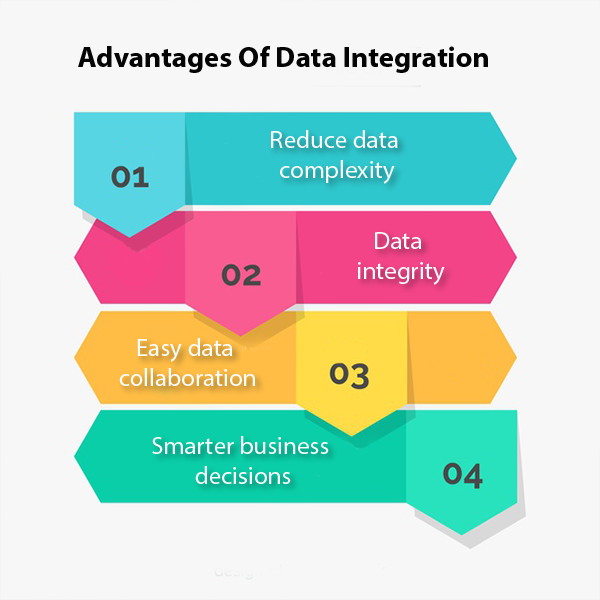 Advantages Of Data Integration
01
Reduce data
complexity
02
Data
integrity
Easy data
collaboration
03
Smarter business
decisions
04